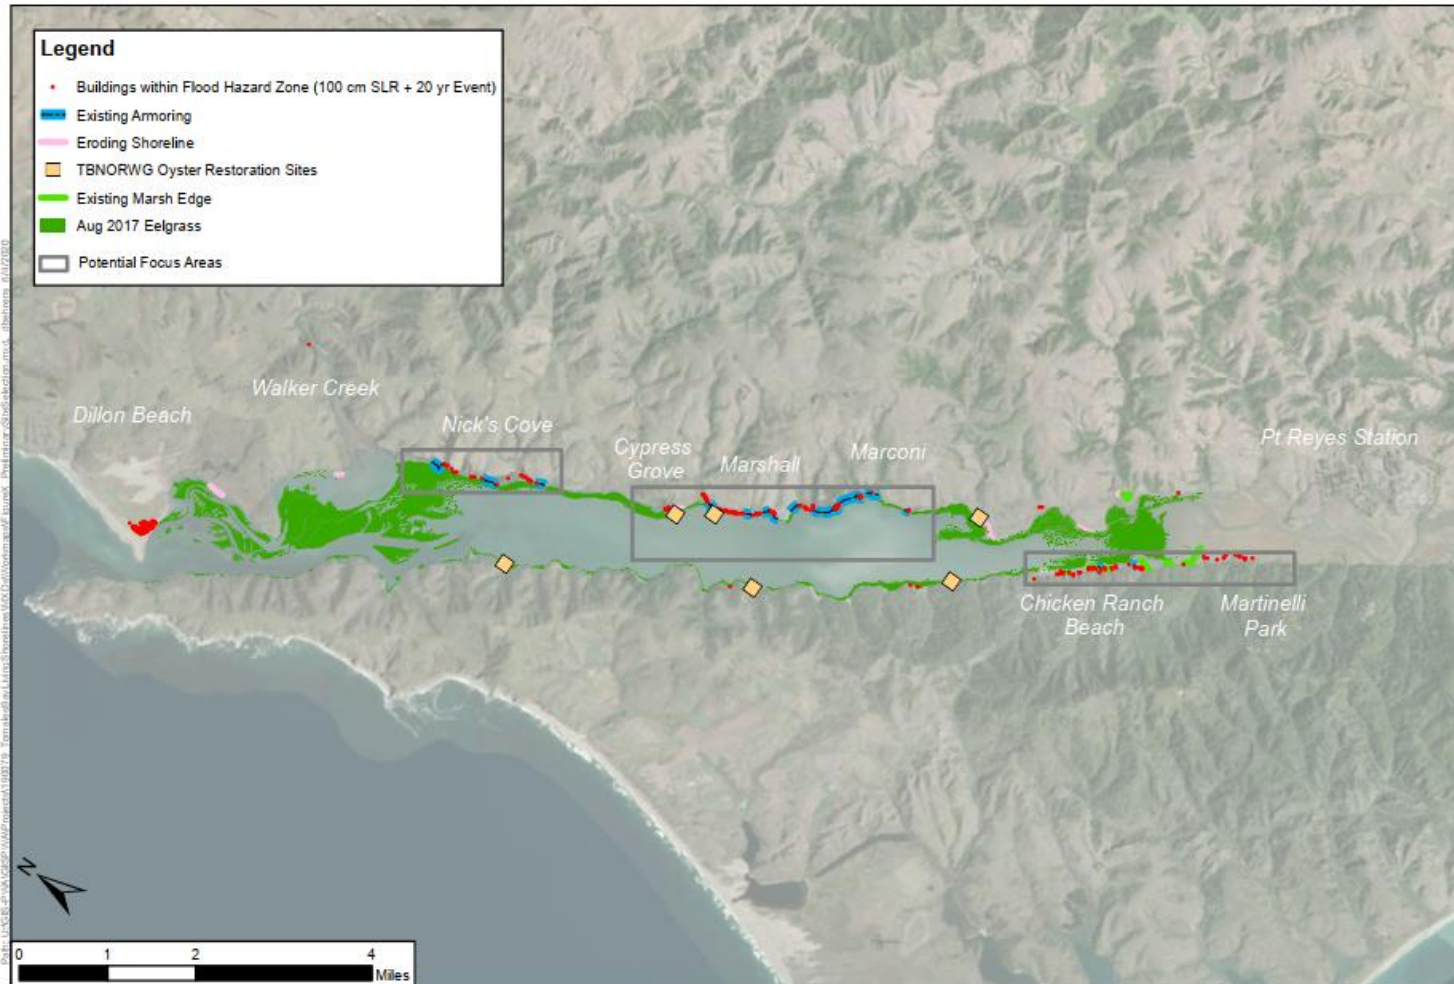 Legend
Buildings within Flood Hazard Zone (100 cm SLR + 20 yr Event)
Existing Armoring
Eroding Shoreline
TBNORWG Oyster Restoration Sites
Existing Marsh Edge
Aug 2017 Eelgrass
Potential Focus Areas
Walker Creek
Dillon Beach
Nick's Cove
Cypress
Grove
Marshall
Marconi
Pt Reyes Station
Chicken Ranch
Beach
Martinelli
Park
N
0 1 2 4
Miles